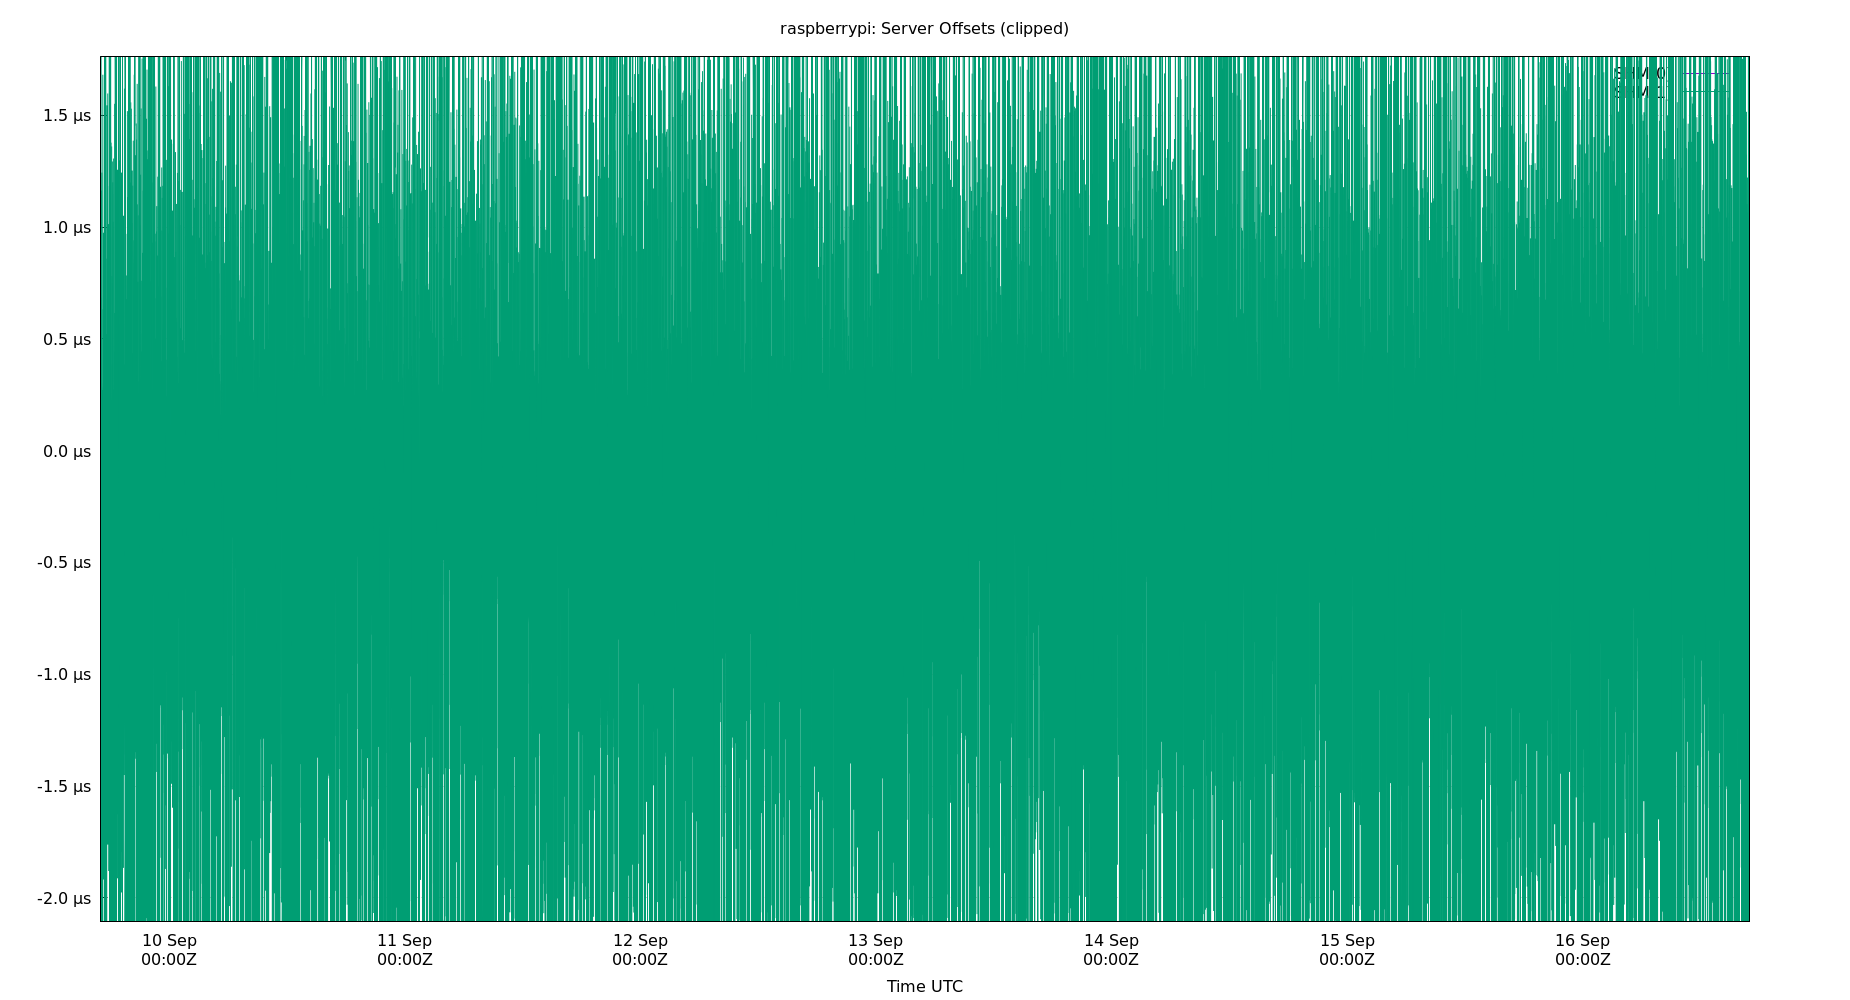 raspberrypi: Server Offsets (clipped)
1.5 µs
1.0 µs
0.5 µs
0.0 µs
-0.5 µs
-1.0 µs
-1.5 µs
-2.0 µs
10 Sep 11 Sep 12 Sep 13 Sep 14 Sep 15 Sep 16 Sep
00:00Z 00:00Z 00:00Z 00:00Z 00:00Z 00:00Z 00:00Z
Time UTC